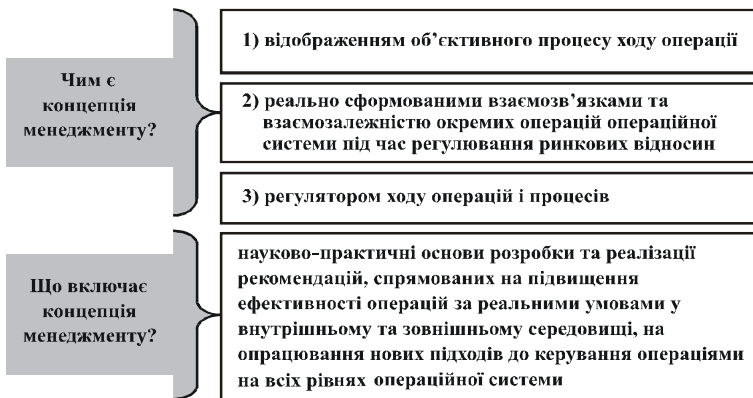 Чим є
концепція
менеджменту?
1) відображенням об’єктивного процесу ходу операції
2) реально сформованими взаємозв’язками та
взаємозалежністю окремих операцій операційної
системи під час регулювання ринкових відносин
3) регулятором ходу операцій і процесів
Що включає
концепція
менеджменту?
науково-практичні основи розробки та реалізації
рекомендацій, спрямованих на підвищення
ефективності операцій за реальними умовами у
внутрішньому та зовнішньому середовищі, на
опрацювання нових підходів до керування операціями
на всіх рівнях операційної системи